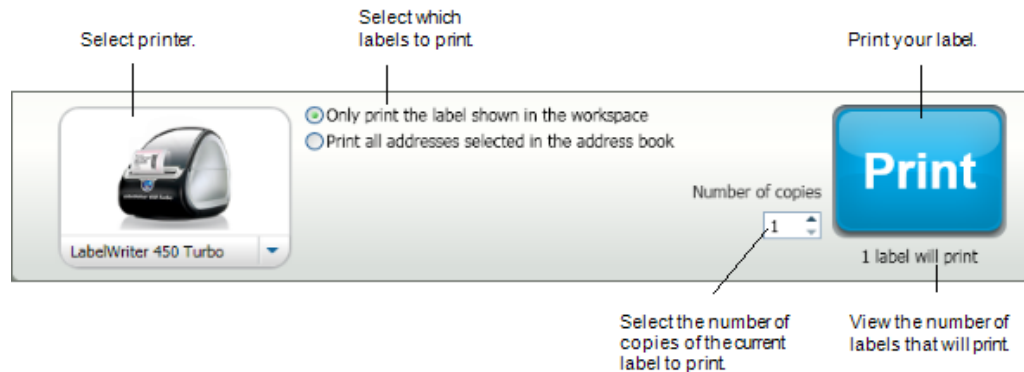 Select which
labels to print.
Select printer.
Print your label.
Only print the label shown in the workspace
Print all addresses selected in the address book
Print
Number of copies
1
LabelWriter 450 Turbo
1 label will print
Select the number of
copies of the current
label to print.
View the number of
labels that will print.